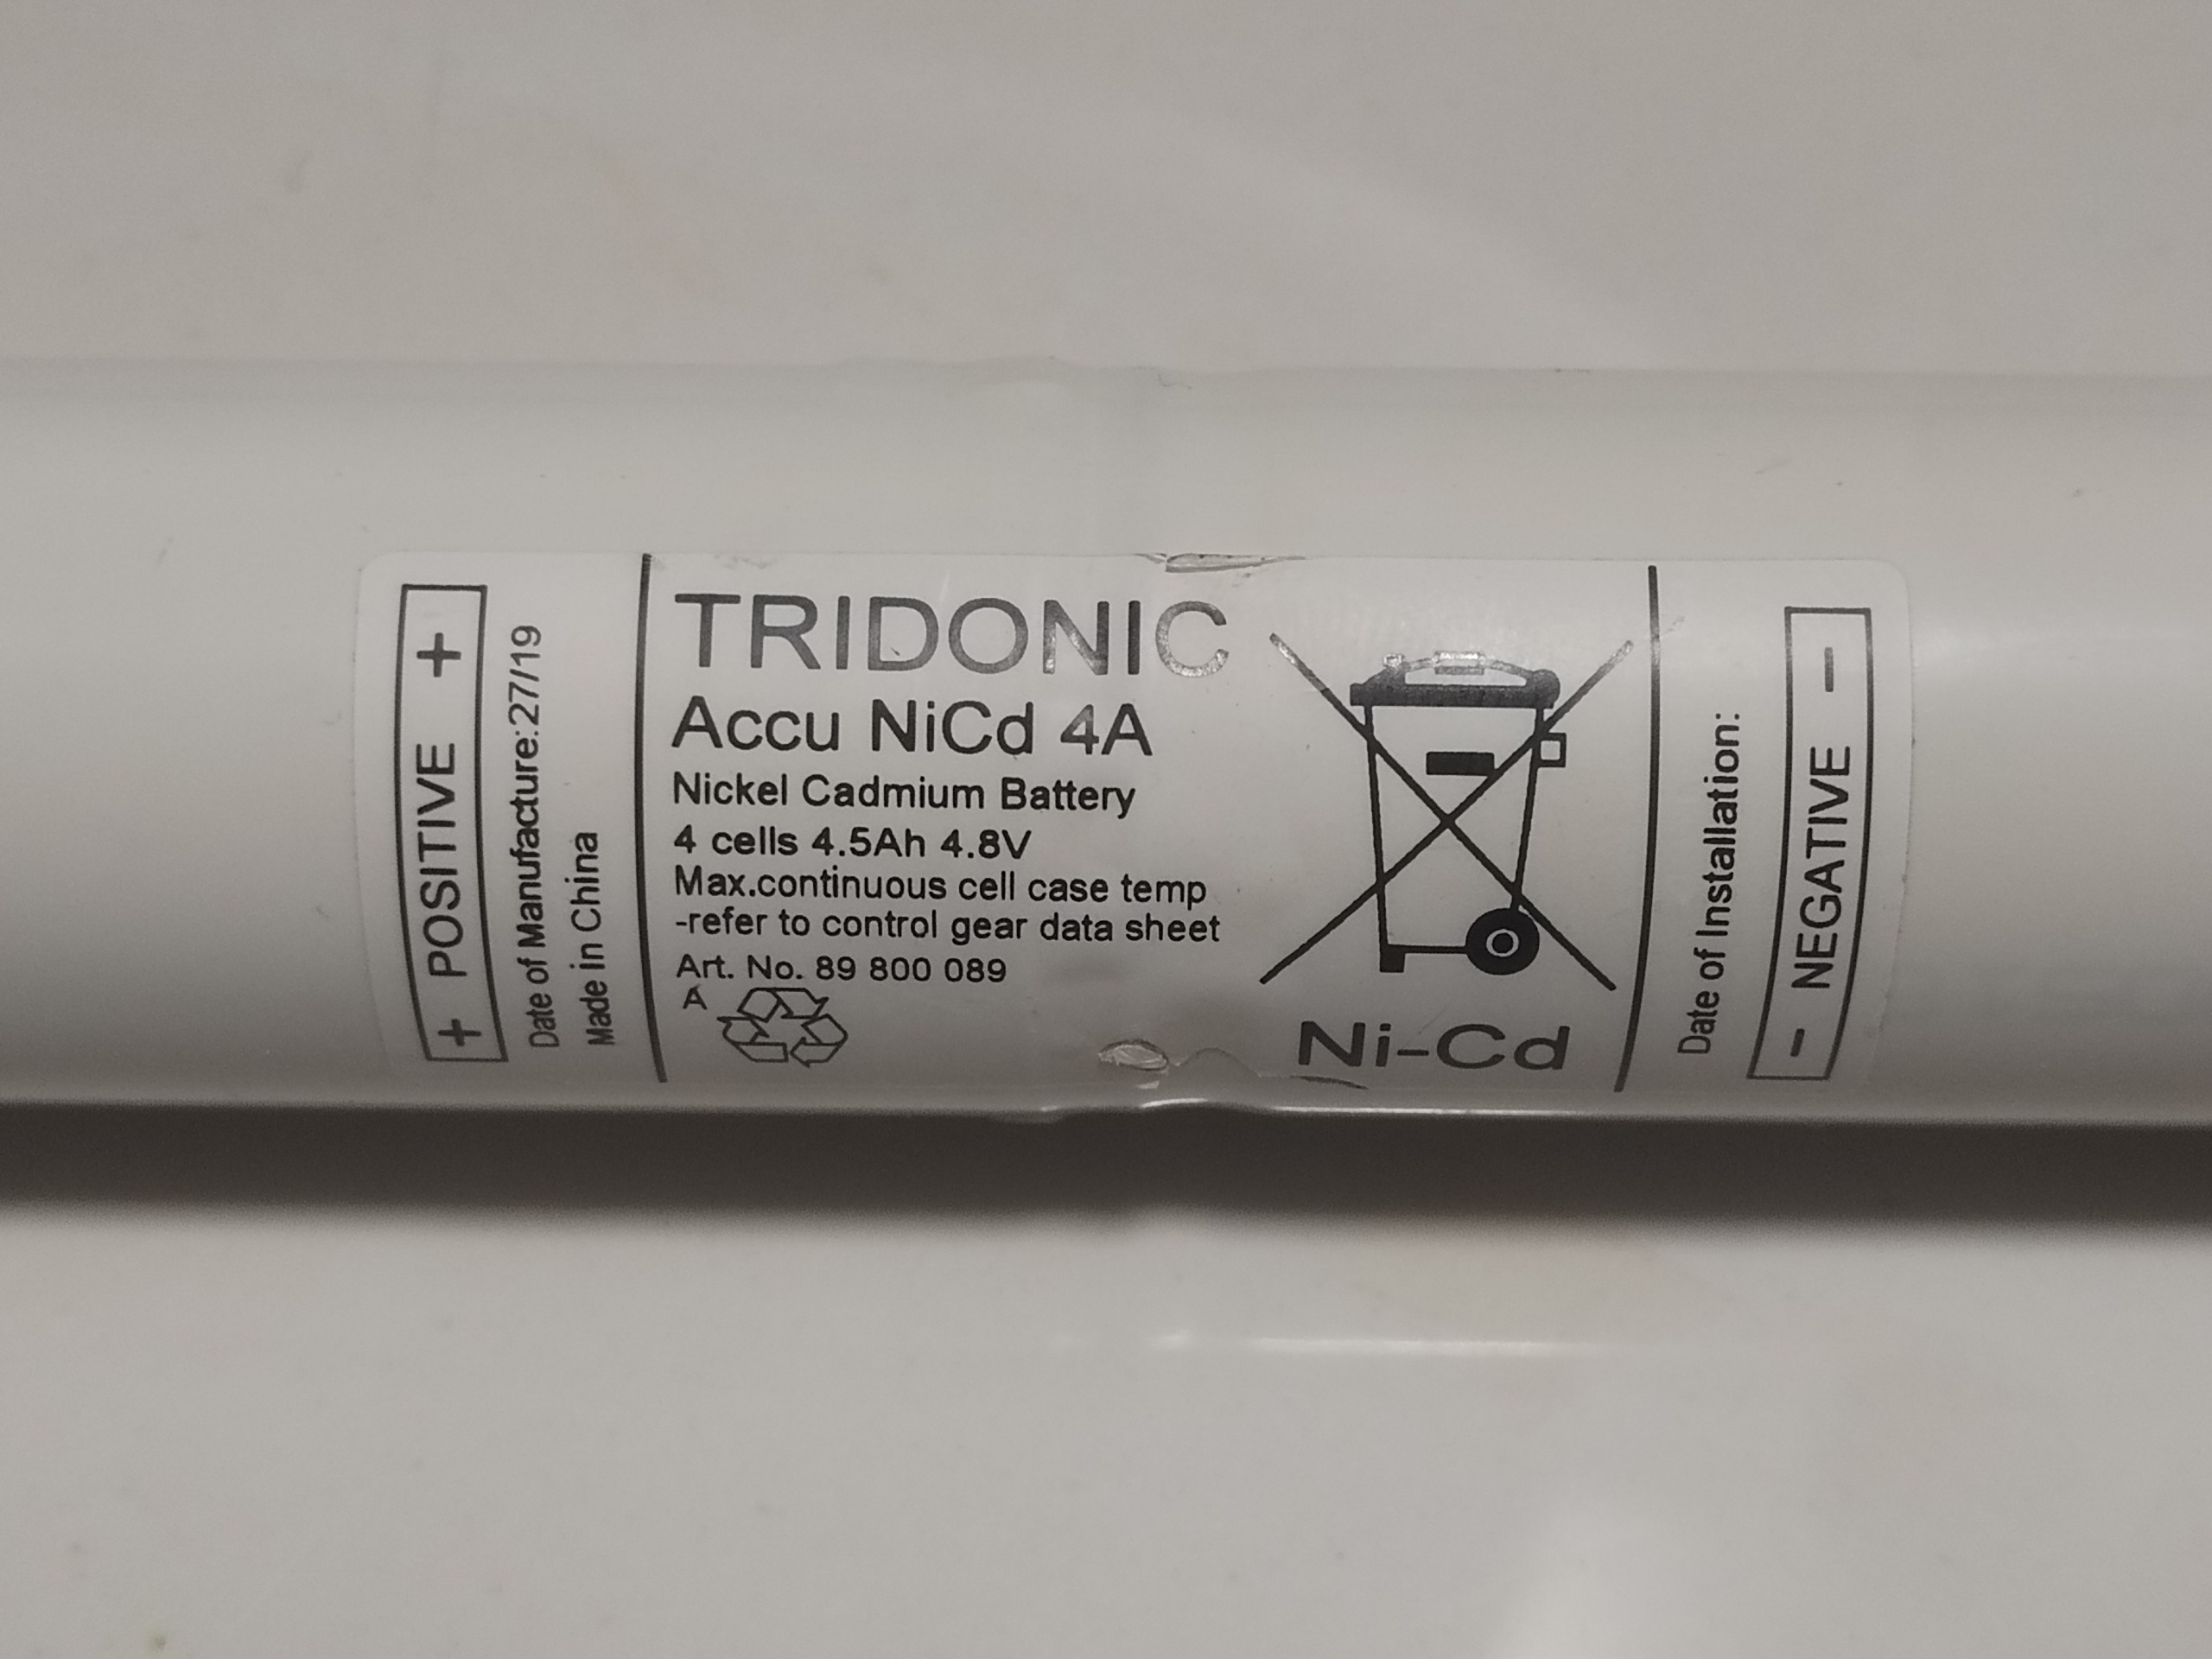 + POSITIVE +
Date of Manufacture:27/19
Made in China
TRIDONIC
Accu NiCd 4A
Nickel Cadmium Battery
4 cells 4.5Ah 4.8V
Max.continuous cell case temp
-refer to control gear data sheet
Art. No. 89 800 089
A
Ni-Cd
Date of Installation:
- NEGATIVE -